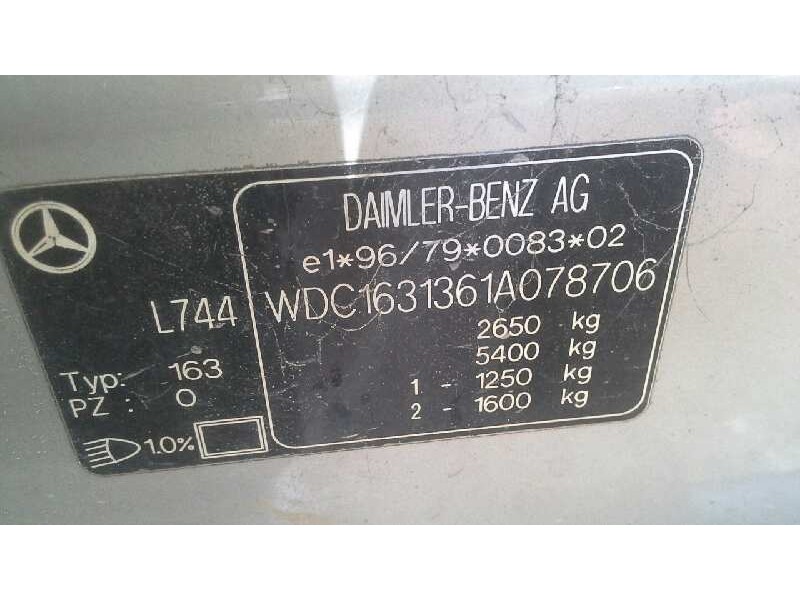 DAIMLER-BENZ AG
e1*96/79*0083*02
L744 WDC1631361A078706
2650 kg
5400 kg
Typ: 163 1 - 1250 kg
PZ : 0 2 - 1600 kg
1.0%